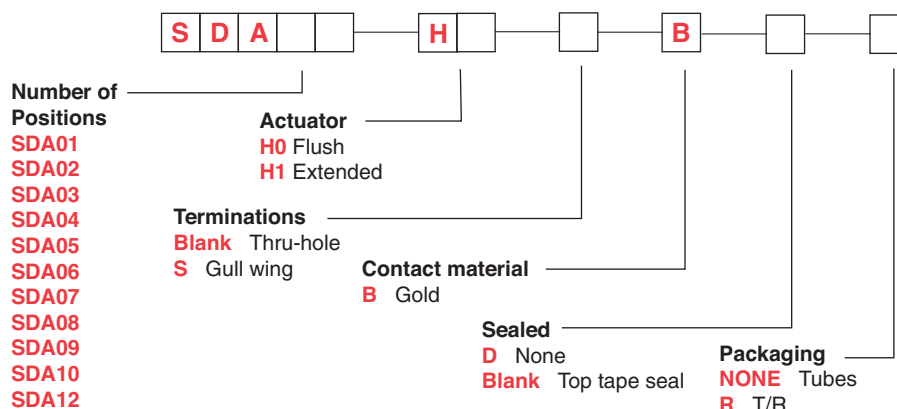 S D A H B
Number of
Positions
SDA01
SDA02
SDA03
SDA04
SDA05
SDA06
SDA07
SDA08
SDA09
SDA10
SDA12
Actuator
H0 Flush
H1 Extended
Terminations
Blank Thru-hole
S Gull wing
Contact material
B Gold
Sealed
D None
Blank Top tape seal
Packaging
NONE Tubes
R T/R